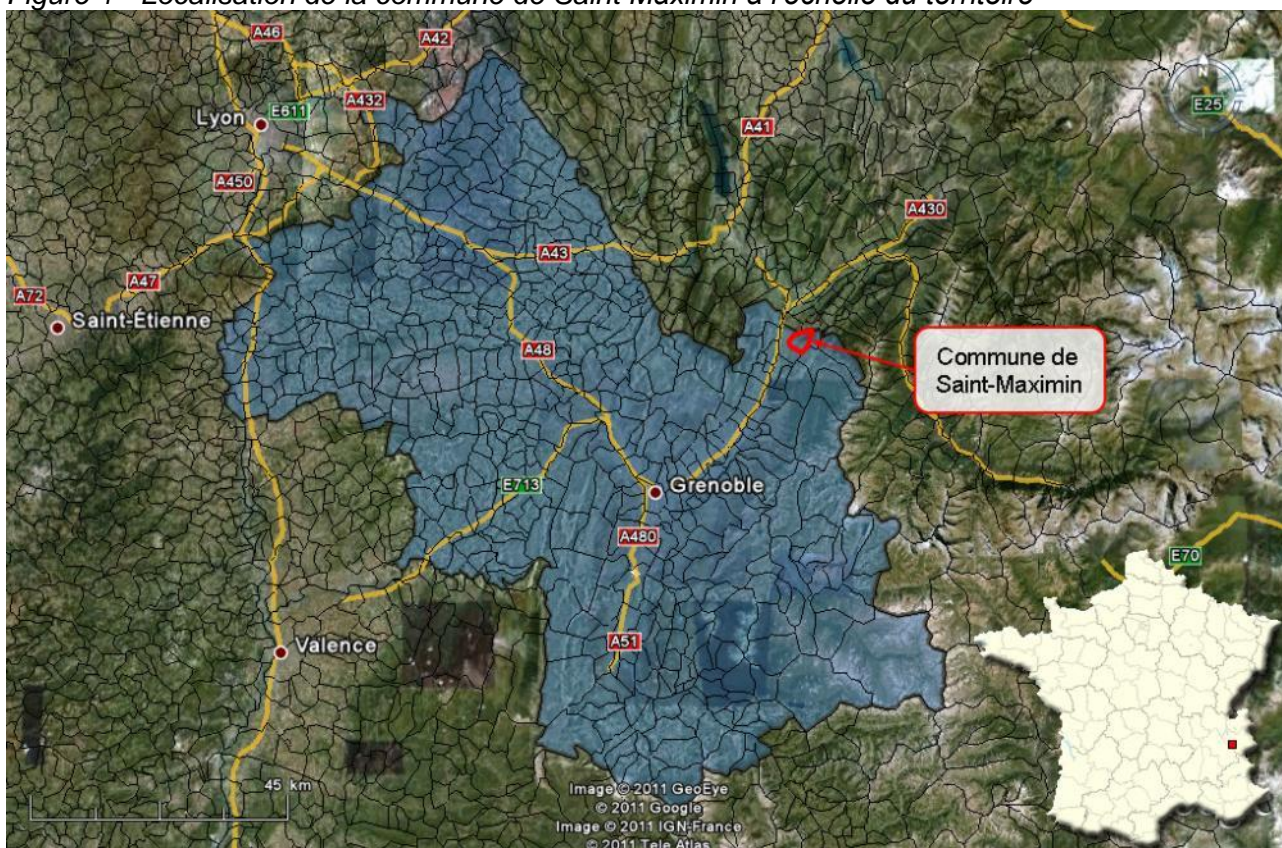 Figure 1 - Localisation de la commune de Saint-Maximin à l'échelle du territoire
A46
A42
A432
E611
Lyon
A450
A41
N
E25
A430
A43
A47
A72
Saint-Étienne
A48
Commune de
Saint-Maximin
E713
Grenoble
A480
E70
A51
Valence
45 km
Image © 2011 GeoEye
© 2011 Google
Image © 2011 IGN-France
© 2011 Tele Atlas